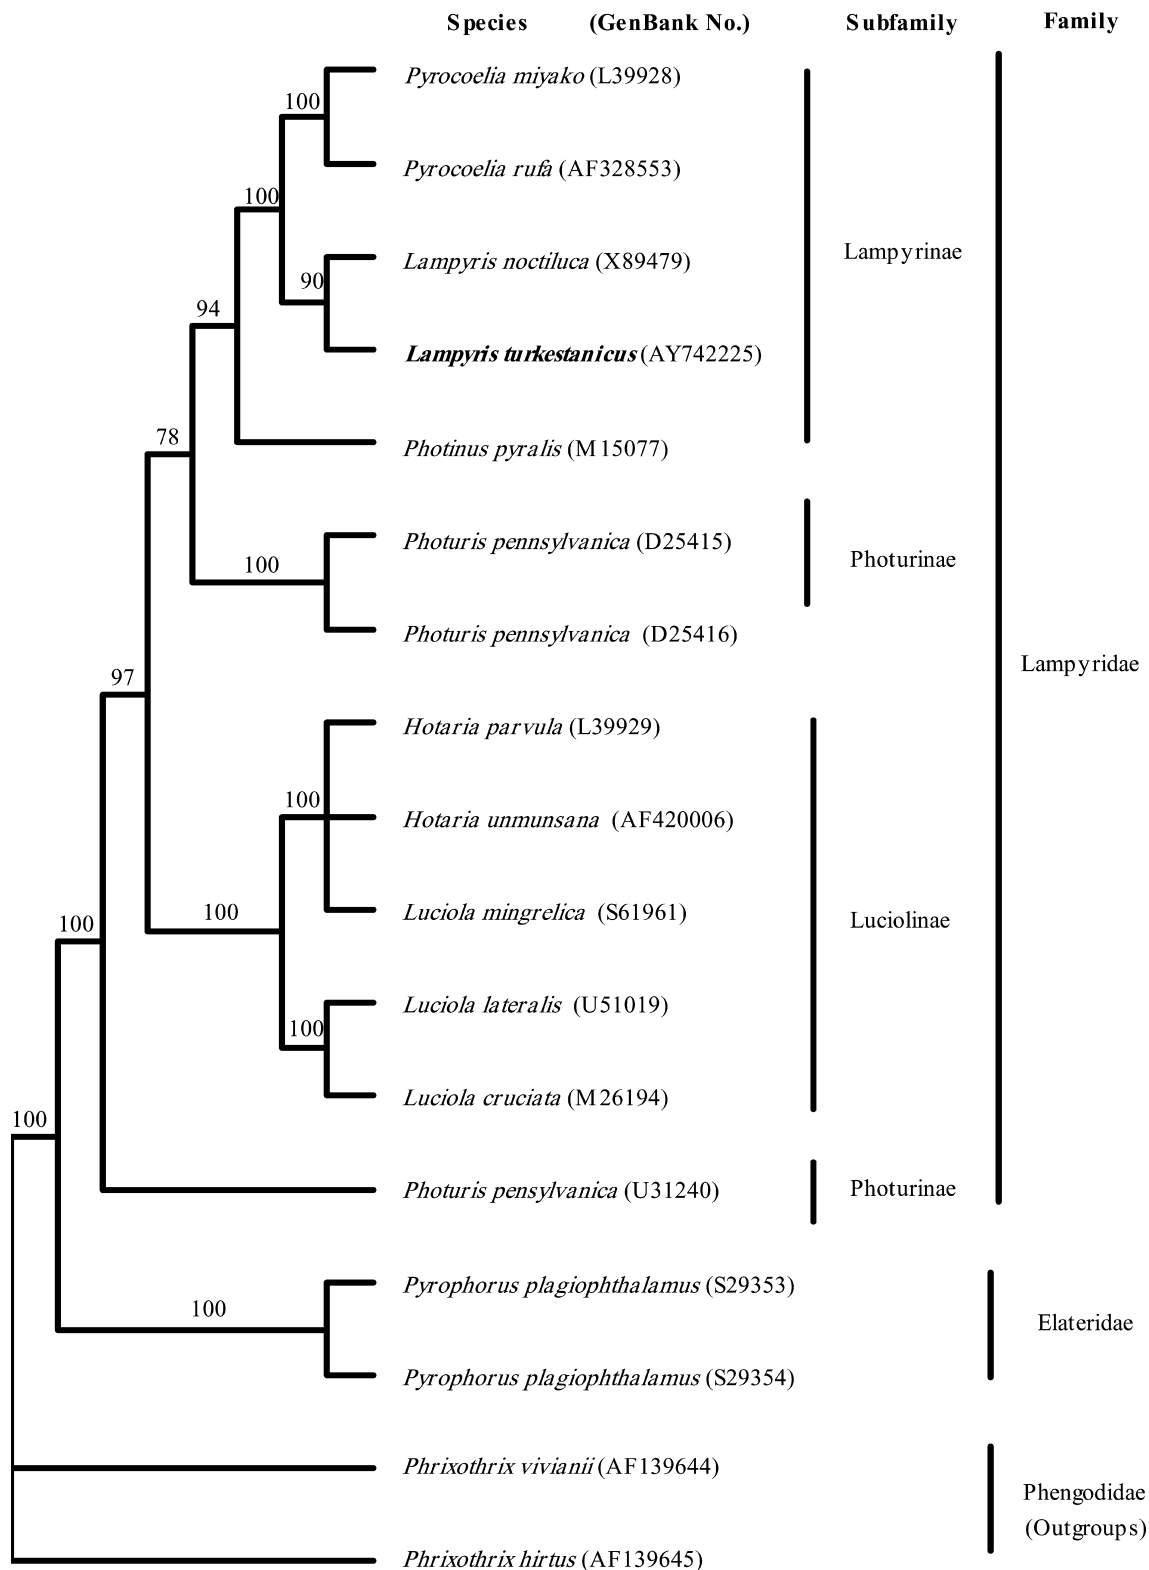 Species (GenBank No.) Subfamily Family
Pyrocoelia miyako (L39928)
100
Pyrocoelia rufa (AF328553)
100
Lampyrinae
Lampyris noctiluca (X89479)
90
94
Lampyris turkestanicus (AY742225)
78
Photinus pyralis (M15077)
Photuris pennsylvanica (D25415)
100
Photurinae
Photuris pennsylvanica (D25416)
97
Lampyridae
Hotaria parvula (L39929)
100
Hotaria unmunsana (AF420006)
100
Luciola mingrelica (S61961)
Luciolinae
100
Luciola lateralis (U51019)
100
Luciola cruciata (M26194)
100
Photuris pensylvanica (U31240)
Photurinae
Pyrophorus plagiophthalamus (S29353)
100
Elateridae
Pyrophorus plagiophthalamus (S29354)
Phrixothrix vivianii (AF139644)
Phengodidae
(Outgroups)
Phrixothrix hirtus (AF139645)